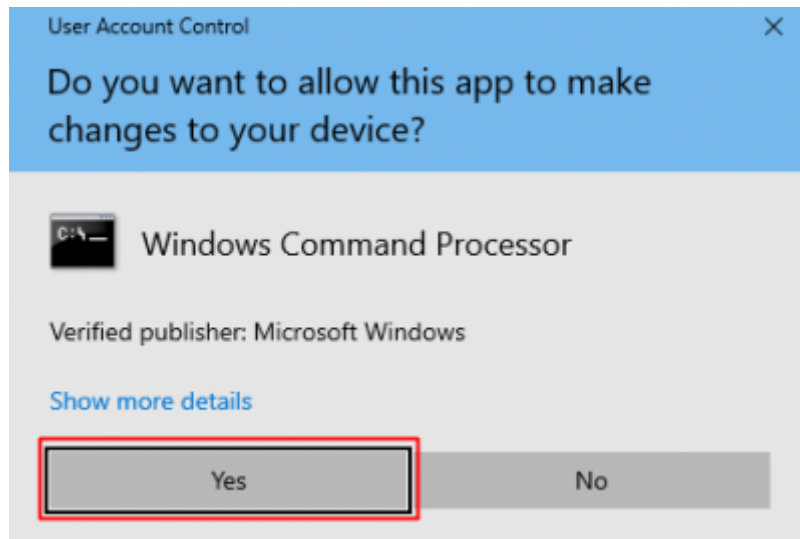 User Account Control
Do you want to allow this app to make
changes to your device?
C:\_
Windows Command Processor
Verified publisher: Microsoft Windows
Show more details
Yes
No